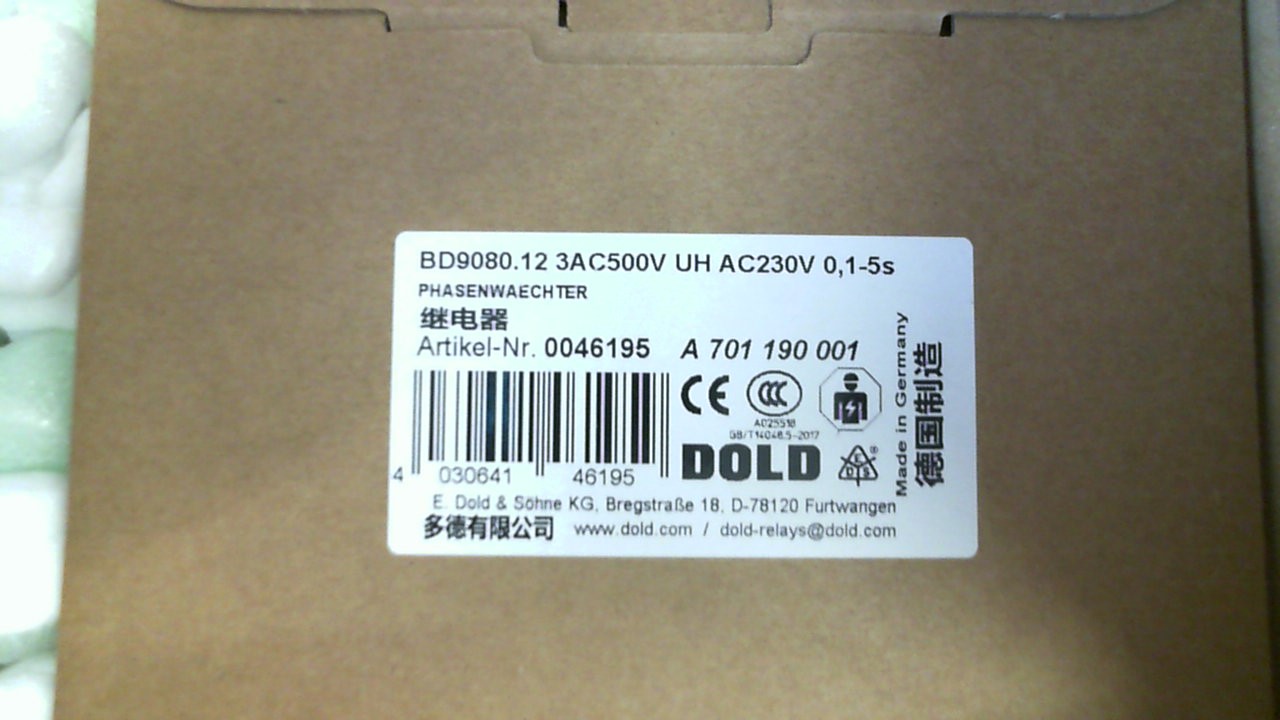 BD9080.12 3AC500V UH AC230V 0,1-5s
PHASENWAECHTER
继电器
Artikel-Nr. 0046195 A 701 190 001
CE CCC
A025518
GB/T14048.5-2017
DOLD
E D S ®
4 030641 46195
E. Dold & Söhne KG, Bregstraße 18, D-78120 Furtwangen
多德有限公司 www.dold.com / dold-relays@dold.com
Made in Germany
德国制造